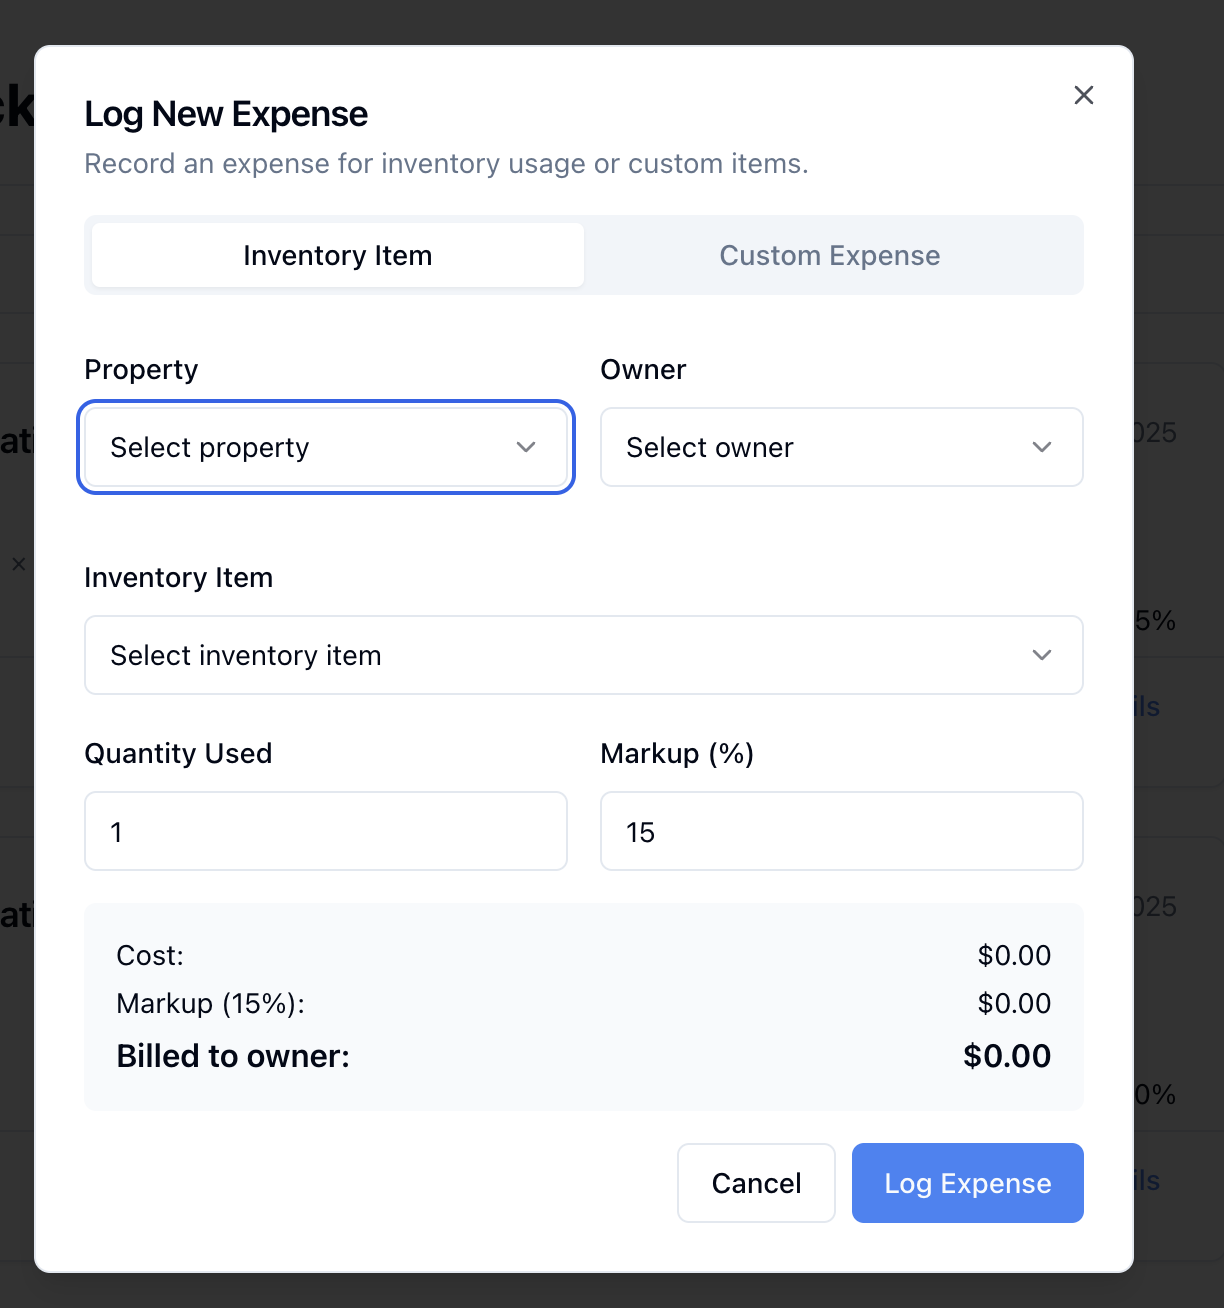 Log New Expense
Record an expense for inventory usage or custom items.
Inventory Item
Custom Expense
Property
Owner
Select property
Select owner
Inventory Item
Select inventory item
Quantity Used
Markup (%)
1
15
Cost:
$0.00
Markup (15%):
$0.00
Billed to owner:
$0.00
Cancel
Log Expense